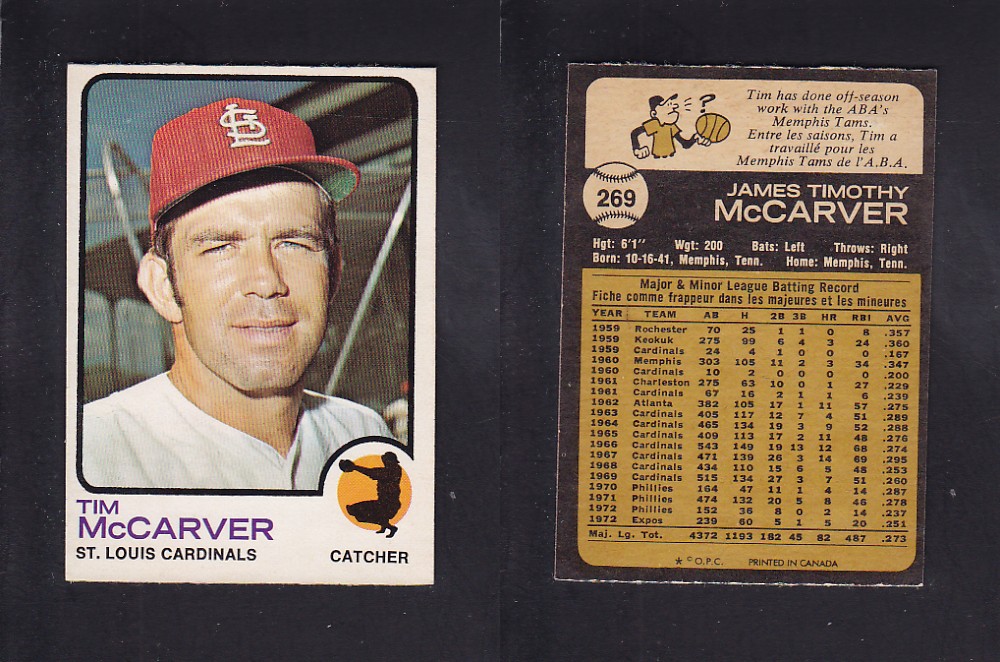 STL
TIM
McCARVER
ST. LOUIS CARDINALS
CATCHER
Tim has done off-season
work with the ABA's
Memphis Tams.
Entre les saisons, Tim a
travaillé pour les
Memphis Tams de l'A.B.A.
?
269
JAMES TIMOTHY
McCARVER
Hgt: 6'1" Wgt: 200 Bats: Left Throws: Right
Born: 10-16-41, Memphis, Tenn. Home: Memphis, Tenn.
Major & Minor League Batting Record
Fiche comme frappeur dans les majeures et les mineures
YEAR TEAM AB H 2B 3B HR RBI AVG
1959 Rochester 70 25 1 1 0 8 .357
1959 Keokuk 275 99 6 4 3 24 .360
1959 Cardinals 24 4 1 0 0 0 .167
1960 Memphis 303 105 11 2 3 34 .347
1960 Cardinals 10 2 0 0 0 0 .200
1961 Charleston 275 63 10 0 1 27 .229
1961 Cardinals 67 16 2 1 1 6 .239
1962 Atlanta 382 105 17 1 11 57 .275
1963 Cardinals 405 117 12 7 4 51 .289
1964 Cardinals 465 134 19 3 9 52 .288
1965 Cardinals 409 113 17 2 11 48 .276
1966 Cardinals 543 149 19 13 12 68 .274
1967 Cardinals 471 139 26 3 14 69 .295
1968 Cardinals 434 110 15 6 5 48 .253
1969 Cardinals 515 134 27 3 7 51 .260
1970 Phillies 164 47 11 1 4 14 .287
1971 Phillies 474 132 20 5 8 46 .278
1972 Phillies 152 36 8 0 2 14 .237
1972 Expos 239 60 5 1 5 20 .251
Maj. Lg. Tot. 4372 1193 182 45 82 487 .273
★ © O.P.C. PRINTED IN CANADA